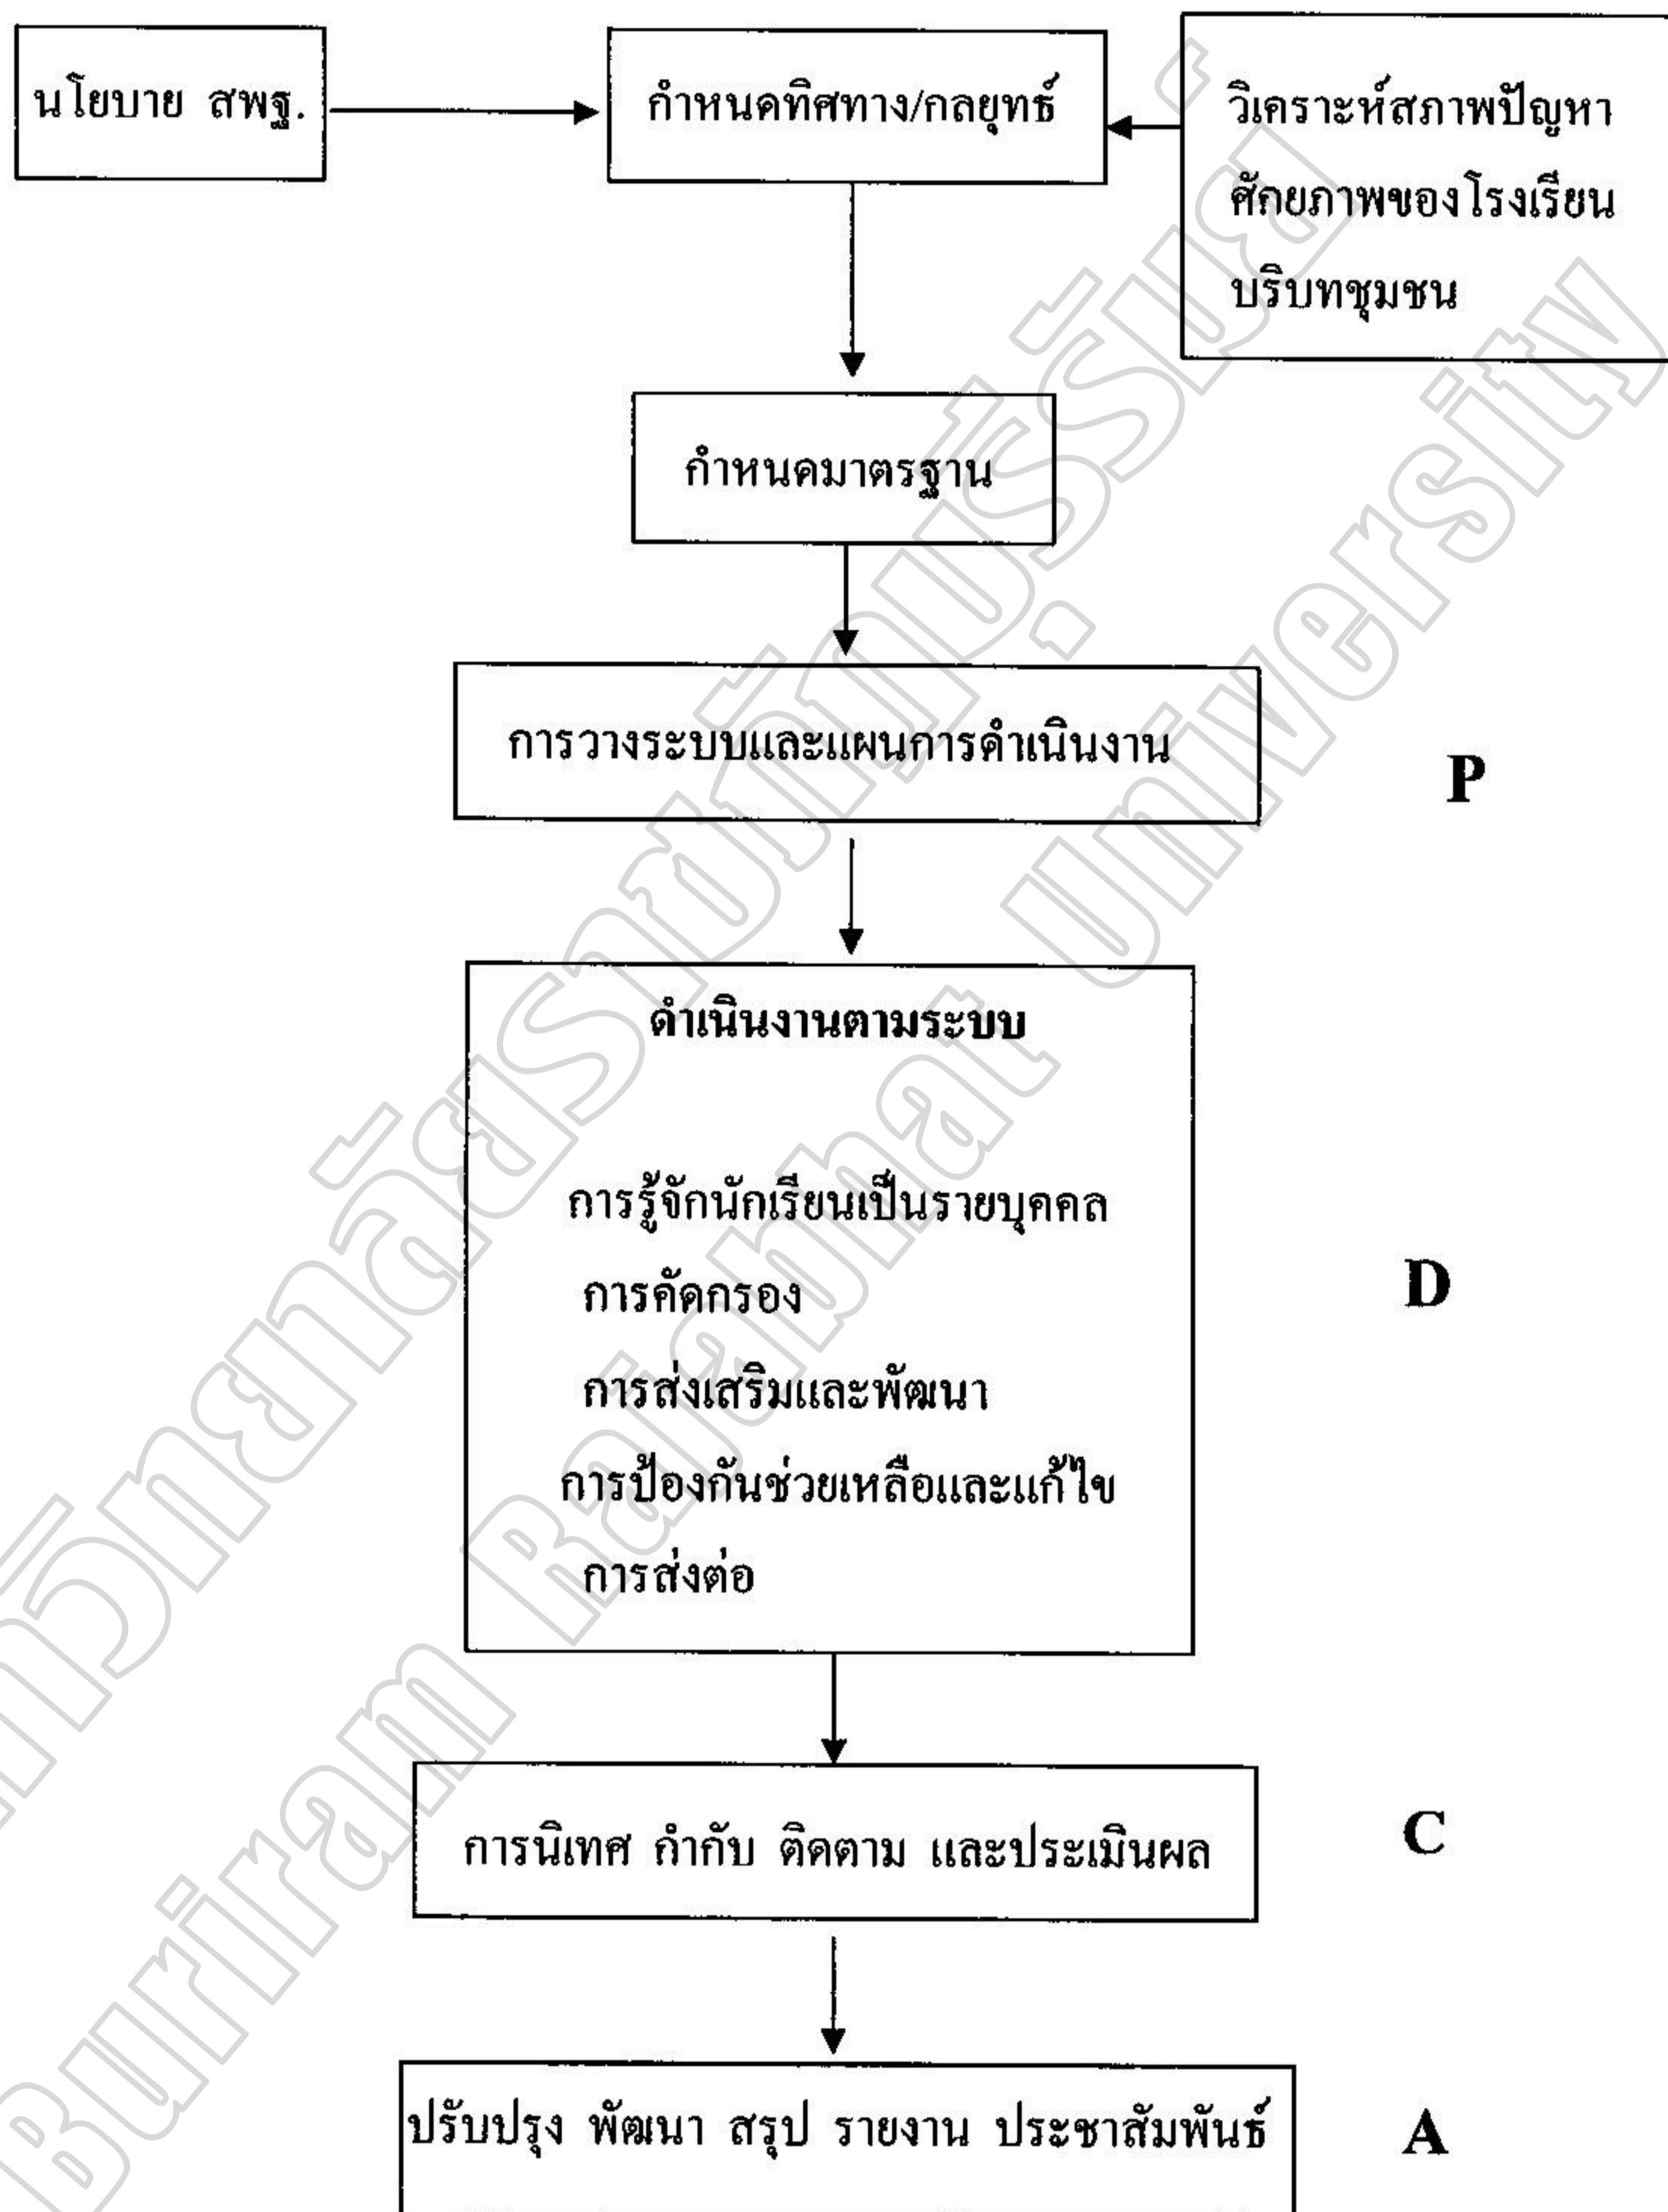 นโยบาย สพฐ.
กำหนดทิศทาง/กลยุทธ์
วิเคราะห์สภาพปัญหา
ศักยภาพของโรงเรียน
บริบทชุมชน
กำหนดมาตรฐาน
การวางระบบและแผนการดำเนินงาน
P
ดำเนินงานตามระบบ
การรู้จักนักเรียนเป็นรายบุคคล
การคัดกรอง
D
การส่งเสริมและพัฒนา
การป้องกันช่วยเหลือและแก้ไข
การส่งต่อ
การนิเทศ กำกับ ติดตาม และประเมินผล
C
ปรับปรุง พัฒนา สรุป รายงาน ประชาสัมพันธ์
A
Buriram Rajabhat University